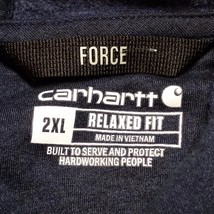 FORCE
carhartt
2XL RELAXED FIT
MADE IN VIETNAM
BUILT TO SERVE AND PROTECT
HARDWORKING PEOPLE